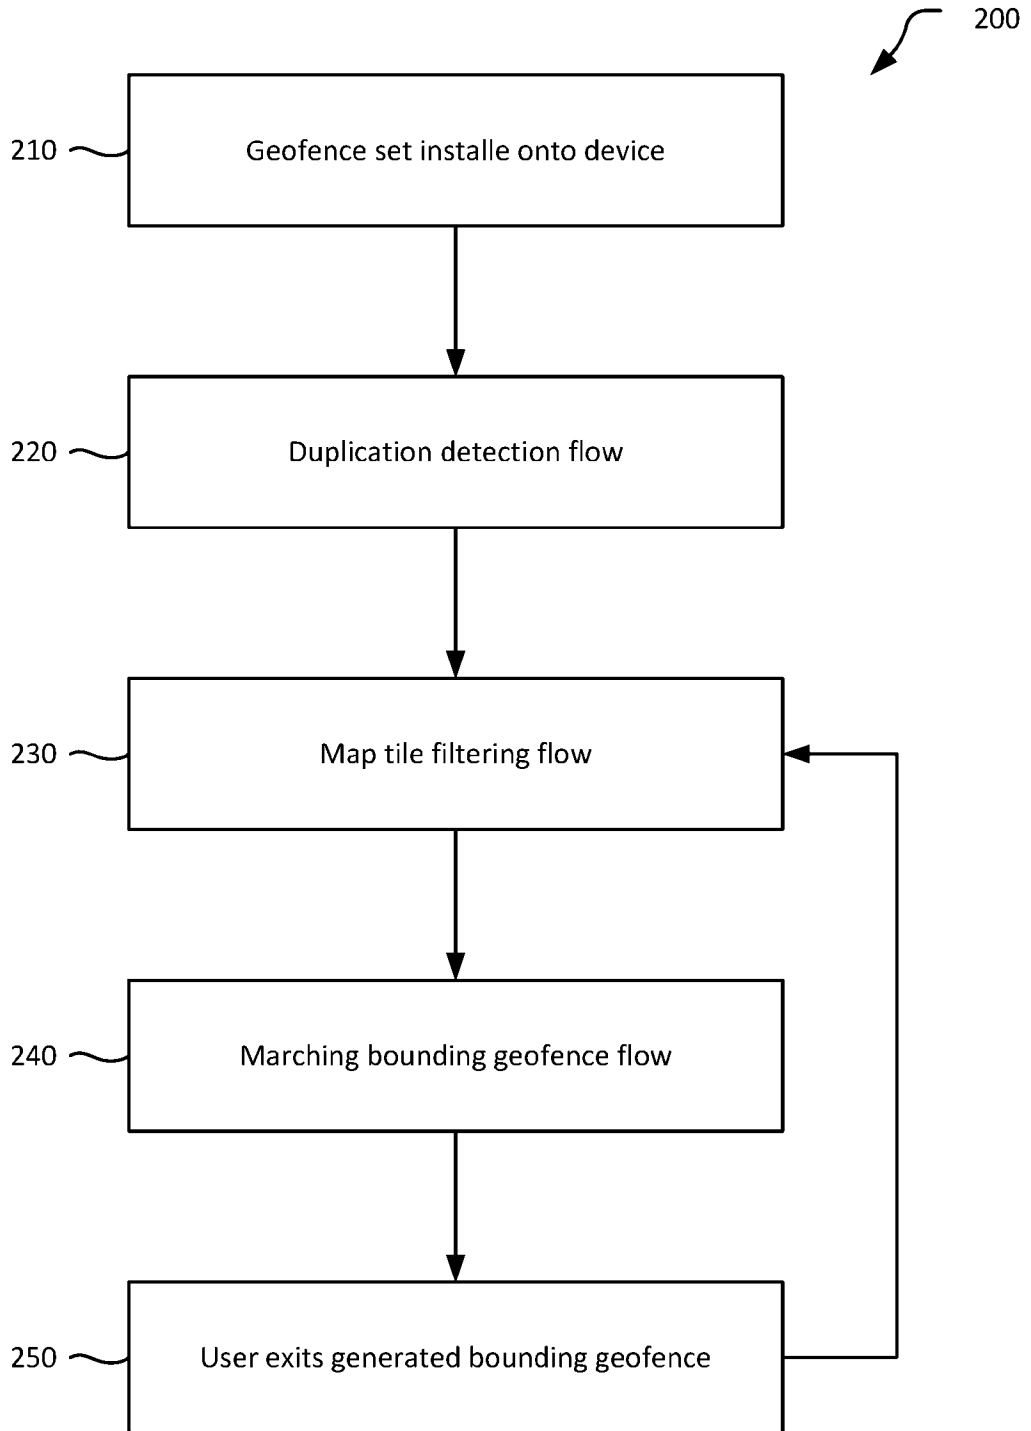 200
210
Geofence set installe onto device
220
Duplication detection flow
230
Map tile filtering flow
240
Marching bounding geofence flow
250
User exits generated bounding geofence